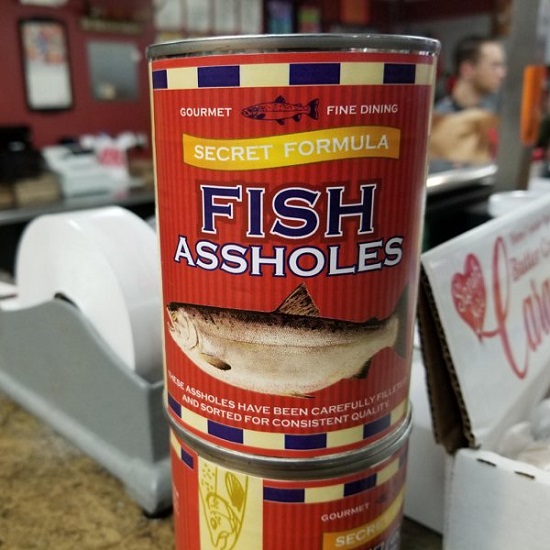 GOURMET FINE DINING
SECRET FORMULA
FISH
ASSHOLES
THESE ASSHOLES HAVE BEEN CAREFULLY FILLETED
AND SORTED FOR CONSISTENT QUALITY
GOURMET
SECRET